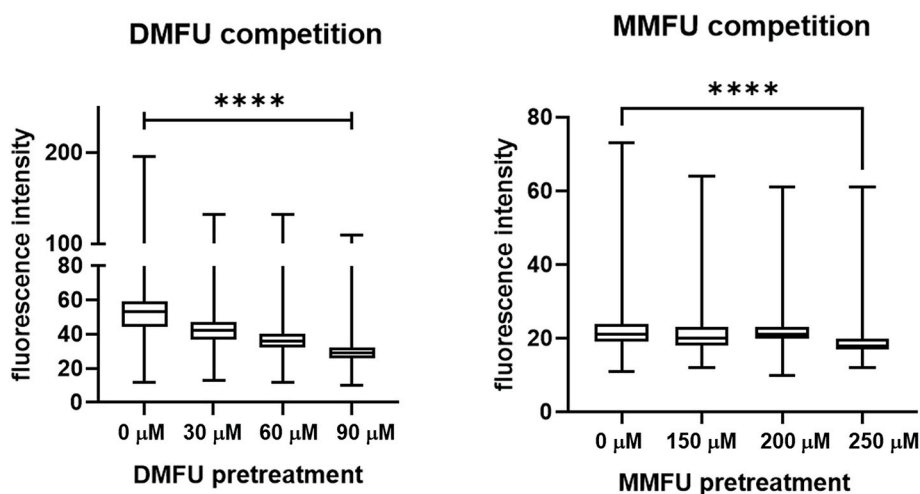 DMFU competition
****
fluorescence intensity
200
100
80
60
40
20
0
0 μM 30 μM 60 μM 90 μM
DMFU pretreatment
MMFU competition
****
fluorescence intensity
80
60
40
20
0
0 μM 150 μM 200 μM 250 μM
MMFU pretreatment